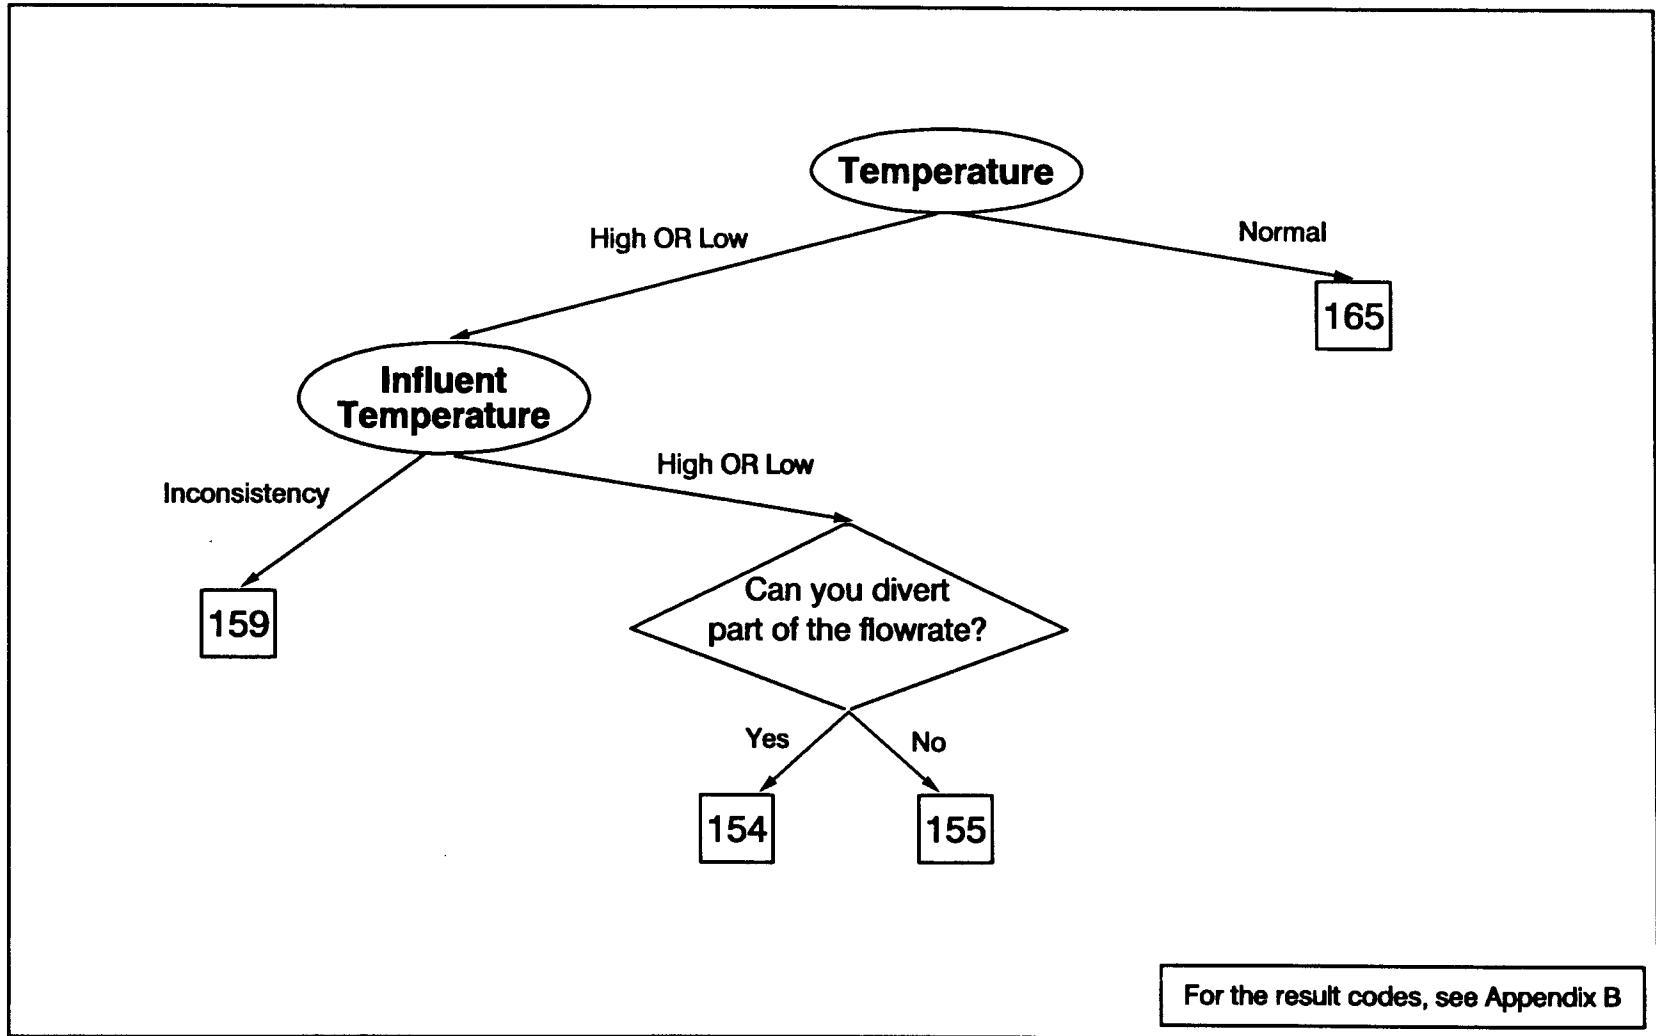 Temperature
High OR Low
Normal
165
Influent
Temperature
High OR Low
Inconsistency
Can you divert
part of the flowrate?
159
Yes
No
154
155
For the result codes, see Appendix B